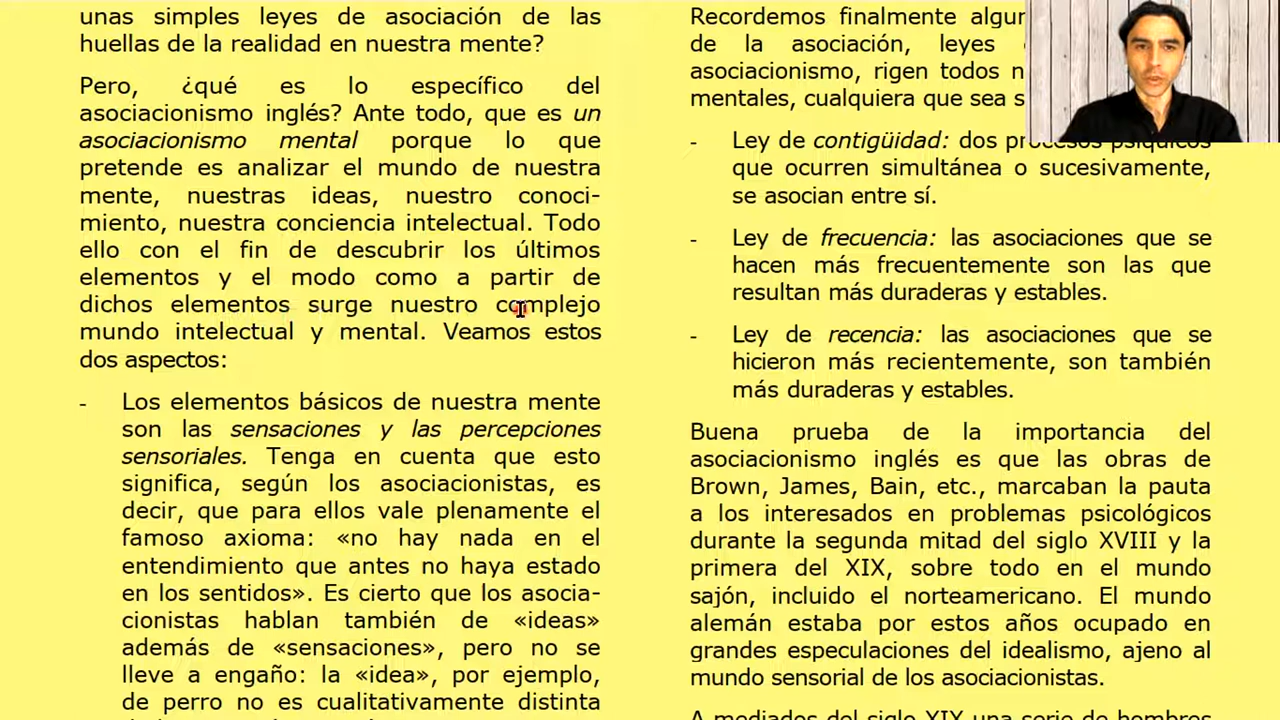 unas simples leyes de asociación de las
huellas de la realidad en nuestra mente?
Pero, ¿qué es lo específico del
asociacionismo inglés? Ante todo, que es un
asociacionismo mental porque lo que
pretende es analizar el mundo de nuestra
mente, nuestras ideas, nuestro conoci-
miento, nuestra conciencia intelectual. Todo
ello con el fin de descubrir los últimos
elementos y el modo como a partir de
dichos elementos surge nuestro complejo
mundo intelectual y mental. Veamos estos
dos aspectos:
- Los elementos básicos de nuestra mente
son las sensaciones y las percepciones
sensoriales. Tenga en cuenta que esto
significa, según los asociacionistas, es
decir, que para ellos vale plenamente el
famoso axioma: «no hay nada en el
entendimiento que antes no haya estado
en los sentidos». Es cierto que los asocia-
cionistas hablan también de «ideas»
además de «sensaciones», pero no se
lleve a engaño: la «idea», por ejemplo,
de perro no es cualitativamente distinta
Recordemos finalmente
de la asociación, leyes
asociacionismo, rigen todos
mentales, cualquiera que sea
- Ley de contigüidad: dos procesos psíquicos
que ocurren simultánea o sucesivamente,
se asocian entre sí.
- Ley de frecuencia: las asociaciones que se
hacen más frecuentemente son las que
resultan más duraderas y estables.
- Ley de recencia: las asociaciones que se
hicieron más recientemente, son también
más duraderas y estables.
Buena prueba de la importancia del
asociacionismo inglés es que las obras de
Brown, James, Bain, etc., marcaban la pauta
a los interesados en problemas psicológicos
durante la segunda mitad del siglo XVIII y la
primera del XIX, sobre todo en el mundo
sajón, incluido el norteamericano. El mundo
alemán estaba por estos años ocupado en
grandes especulaciones del idealismo, ajeno al
mundo sensorial de los asociacionistas.
A mediados del siglo XIX una serie de hombres